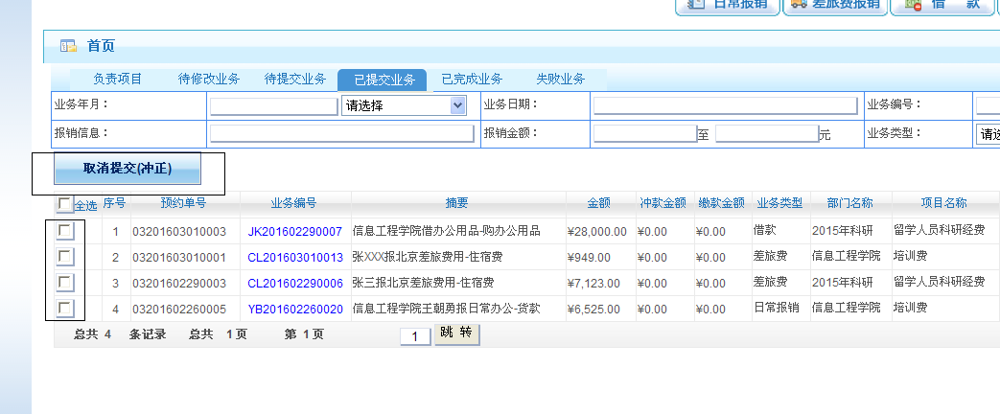 日常报销 差旅费报销 借 款
首页
负责项目 待修改业务 待提交业务 已提交业务 已完成业务 失败业务
业务年月： 请选择 业务日期： 业务编号：
报销信息： 报销金额： 至 元 业务类型： 请
取消提交(冲正)
全选 序号 预约单号 业务编号 摘要 金额 冲款金额 缴款金额 业务类型 部门名称 项目名称
1 03201603010003 JK201602290007 信息工程学院借办公用品-购办公用品 ¥28,000.00 ¥0.00 ¥0.00 借款 2015年科研 留学人员科研经费
2 03201603010001 CL201603010013 张XXX报北京差旅费用-住宿费 ¥949.00 ¥0.00 ¥0.00 差旅费 信息工程学院 培训费
3 03201602290003 CL201602290006 张三报北京差旅费用-住宿费 ¥7,123.00 ¥0.00 ¥0.00 差旅费 2015年科研 留学人员科研经费
4 03201602260005 YB201602260020 信息工程学院王朝勇报日常办公-货款 ¥6,525.00 ¥0.00 ¥0.00 日常报销 信息工程学院 培训费
总共 4 条记录 总共 1页 第 1页 1 跳 转